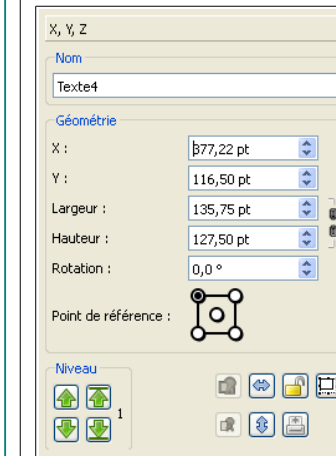 X, Y, Z
Nom
Texte4
Géométrie
X : 377,22 pt
Y : 116,50 pt
Largeur : 135,75 pt
Hauteur : 127,50 pt
Rotation : 0,0 °
Point de référence :
Niveau
1